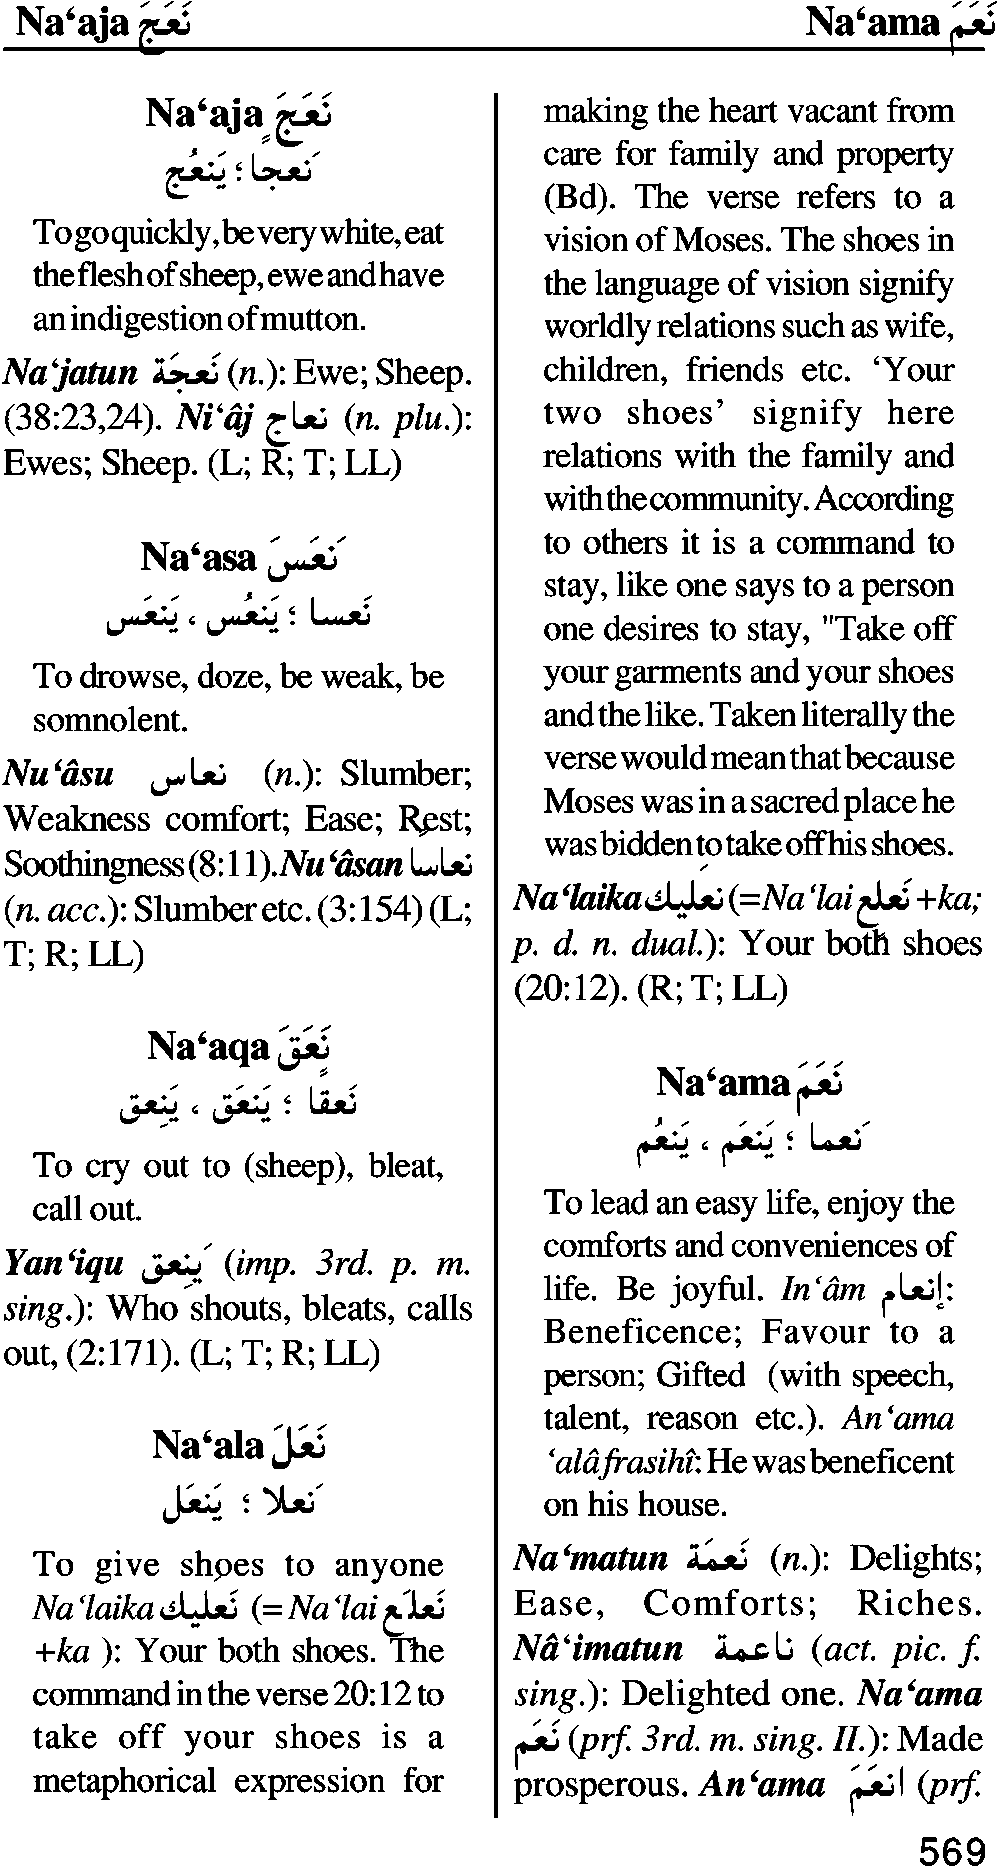 Na‘aja نَعَجَ
Na‘ama نَعَمَ
Na‘aja نَعَجَ
نَعجا ؛ يَنعُج
To go quickly, be very white, eat
the flesh of sheep, ewe and have
an indigestion of mutton.
Na‘jatun نَعجَة (n.): Ewe; Sheep.
(38:23,24). Ni‘âj نعاج (n. plu.):
Ewes; Sheep. (L; R; T; LL)
Na‘asa نَعَسَ
نَعسا ؛ يَنعُس ، يَنعَس
To drowse, doze, be weak, be
somnolent.
Nu‘âsu نعاس (n.): Slumber;
Weakness comfort; Ease; Rest;
Soothingness (8:11). Nu‘âsan نعاسا
(n. acc.): Slumber etc. (3:154) (L;
T; R; LL)
Na‘aqa نَعَقَ
نَعقا ؛ يَنعَق ، يَنعِق
To cry out to (sheep), bleat,
call out.
Yan‘iqu يَنعِق (imp. 3rd. p. m.
sing.): Who shouts, bleats, calls
out, (2:171). (L; T; R; LL)
Na‘ala نَعَلَ
نَعلا ؛ يَنعَل
To give shoes to anyone
Na‘laika نَعليك (= Na‘lai نَعلَع
+ka ): Your both shoes. The
command in the verse 20:12 to
take off your shoes is a
metaphorical expression for
making the heart vacant from
care for family and property
(Bd). The verse refers to a
vision of Moses. The shoes in
the language of vision signify
worldly relations such as wife,
children, friends etc. ‘Your
two shoes’ signify here
relations with the family and
with the community. According
to others it is a command to
stay, like one says to a person
one desires to stay, "Take off
your garments and your shoes
and the like. Taken literally the
verse would mean that because
Moses was in a sacred place he
was bidden to take off his shoes.
Na‘laika نَعليك (=Na‘lai نَعلع +ka;
p. d. n. dual.): Your both shoes
(20:12). (R; T; LL)
Na‘ama نَعَمَ
نَعما ؛ يَنعَم ، يَنعُم
To lead an easy life, enjoy the
comforts and conveniences of
life. Be joyful. In‘âm إنعام:
Beneficence; Favour to a
person; Gifted (with speech,
talent, reason etc.). An‘ama
‘alâ frasihî: He was beneficent
on his house.
Na‘matun نَعمَة (n.): Delights;
Ease, Comforts; Riches.
Nâ‘imatun ناعمة (act. pic. f.
sing.): Delighted one. Na‘ama
نَعَم (prf. 3rd. m. sing. II.): Made
prosperous. An‘ama انعَمَ (prf.
569